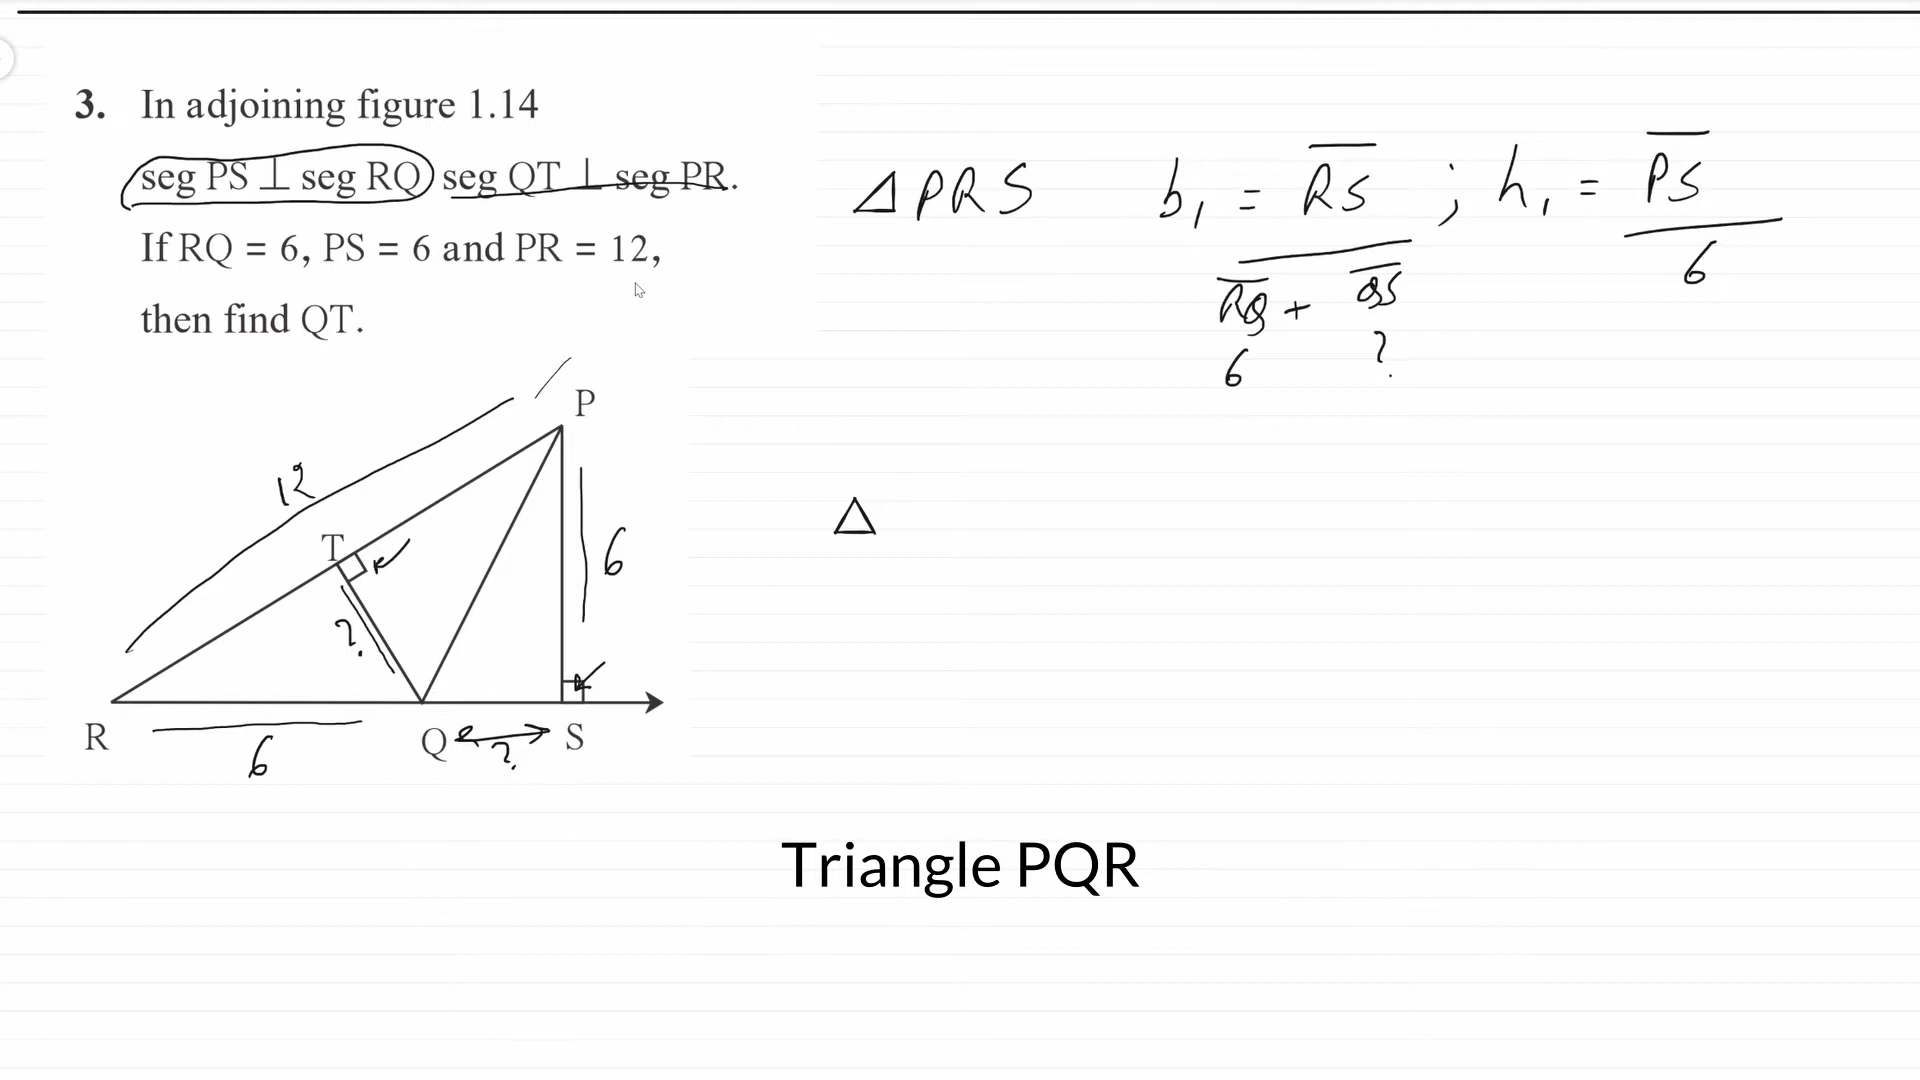 3. In adjoining figure 1.14
seg PS ⊥ seg RQ seg QT ⊥ seg PR.
If RQ = 6, PS = 6 and PR = 12,
then find QT.
△PRS b₁ = RS ; h₁ = PS
6
RQ + QS
6 ?
△
P
12
T
6
?
R
6
Q
?
S
Triangle PQR